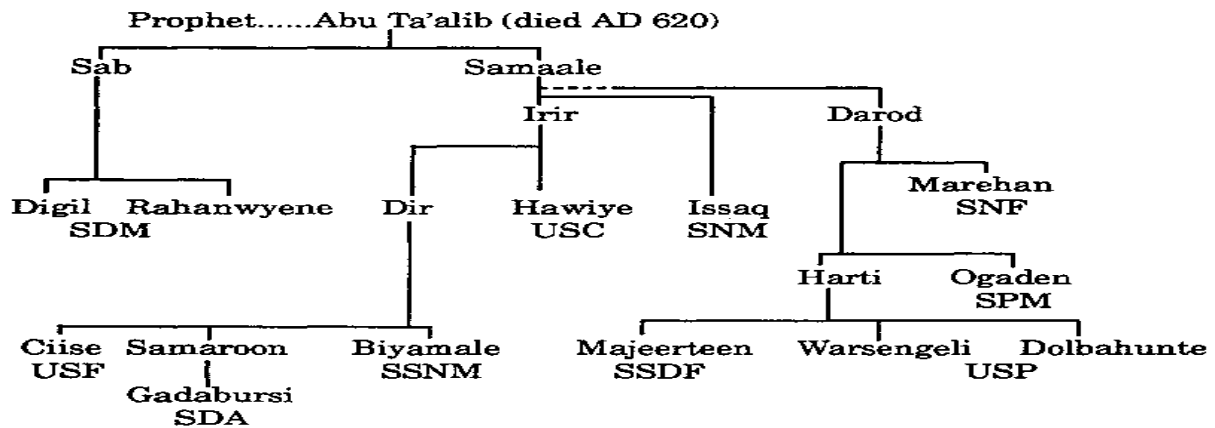 Prophet......Abu Ta'alib (died AD 620)
Sab Samaale
Irir Darod
Digil Rahanwyene Dir Hawiye Issaq Marehan
SDM USC SNM SNF
Harti Ogaden
SPM
Ciise Samaroon Biyamale Majeerteen Warsengeli Dolbahunte
USF SSNM SSDF USP
Gadabursi
SDA